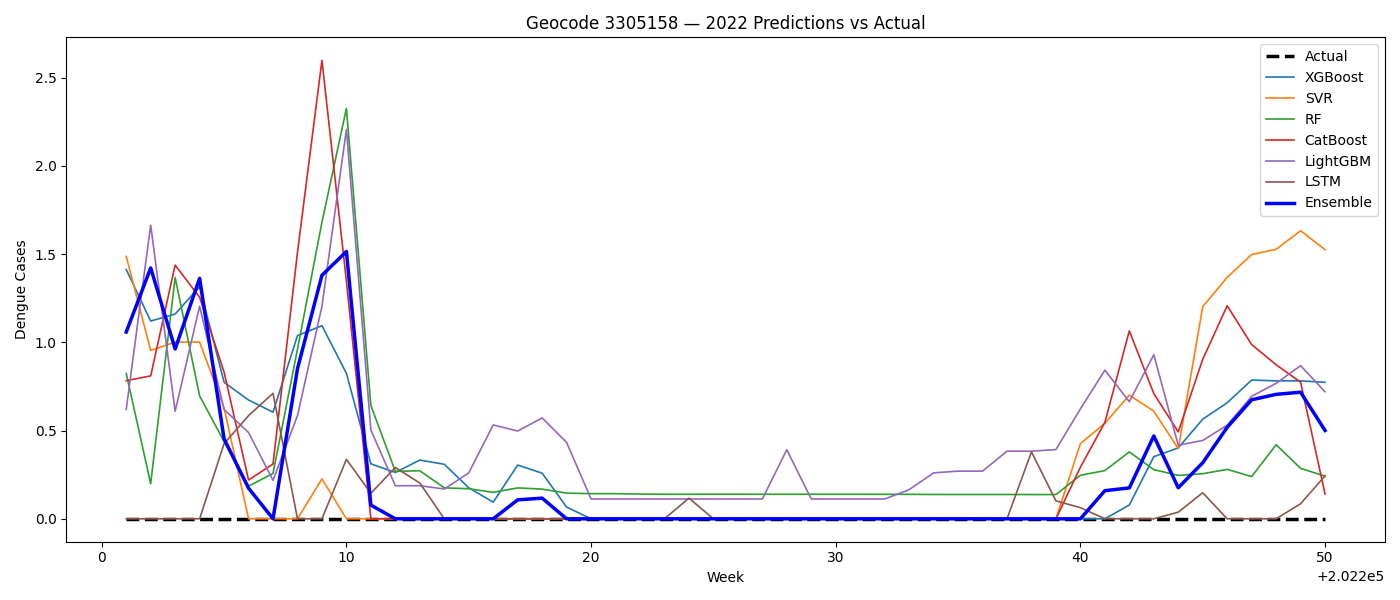 Geocode 3305158 — 2022 Predictions vs Actual
Dengue Cases
2.5
2.0
1.5
1.0
0.5
0.0
Actual
XGBoost
SVR
RF
CatBoost
LightGBM
LSTM
Ensemble
0 10 20 30 40 50
Week
+2.022e5